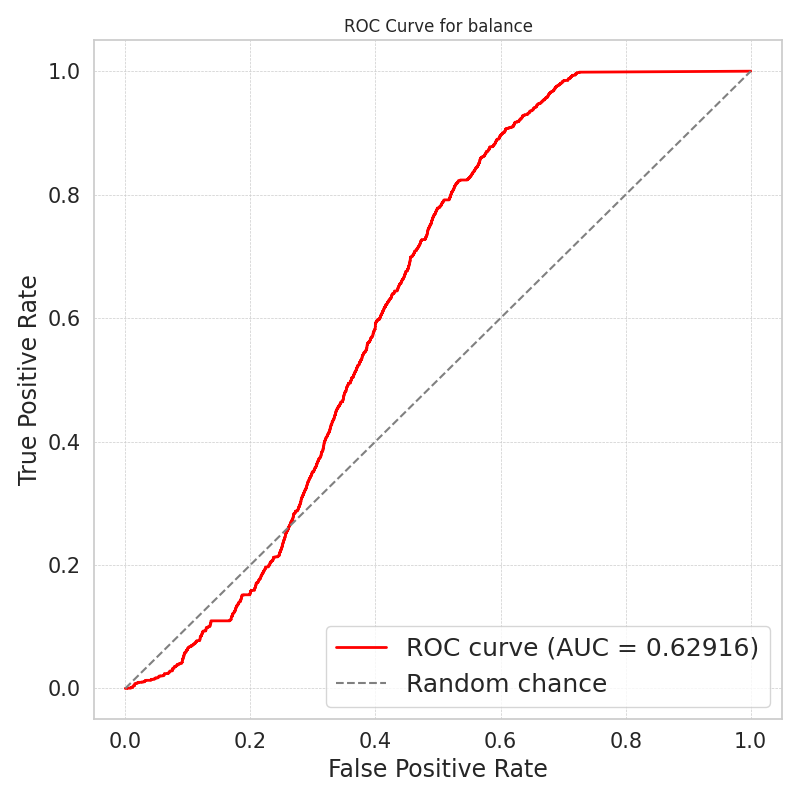 ROC Curve for balance
True Positive Rate
1.0
0.8
0.6
0.4
0.2
0.0
ROC curve (AUC = 0.62916)
Random chance
0.0 0.2 0.4 0.6 0.8 1.0
False Positive Rate